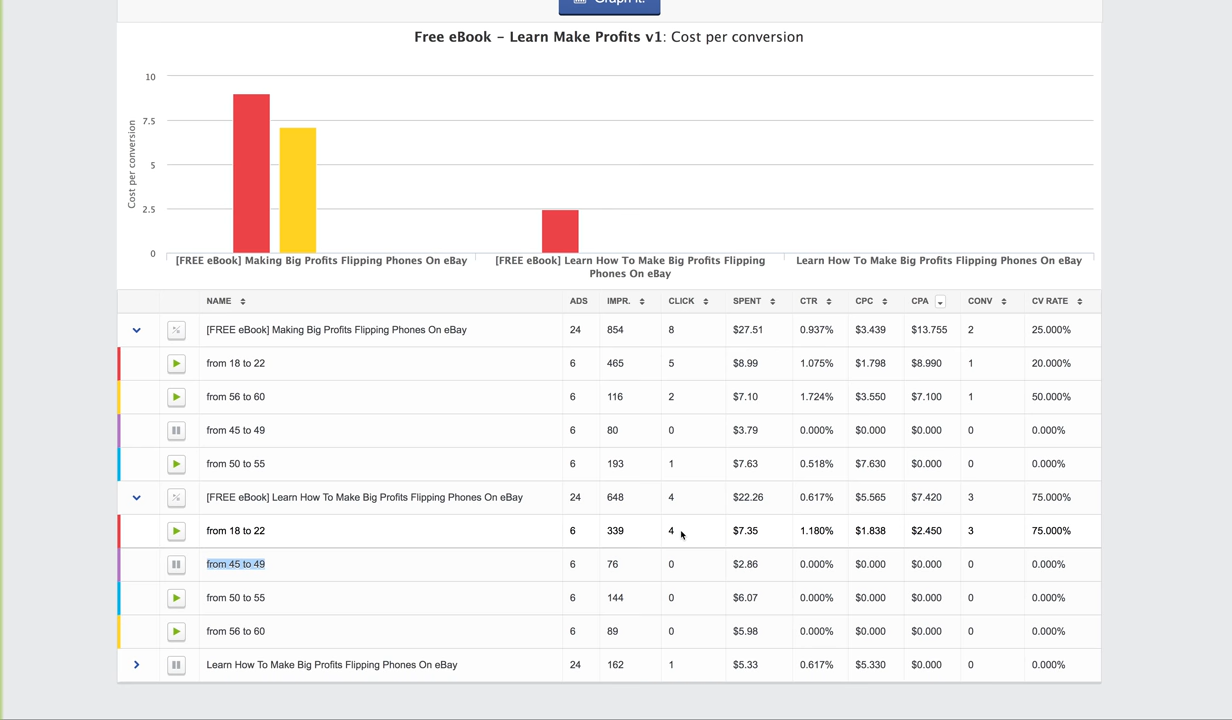 Graph it!
Free eBook – Learn Make Profits v1: Cost per conversion
Cost per conversion
10
7.5
5
2.5
0
[FREE eBook] Making Big Profits Flipping Phones On eBay
[FREE eBook] Learn How To Make Big Profits Flipping
Phones On eBay
Learn How To Make Big Profits Flipping Phones On eBay
NAME ADS IMPR. CLICK SPENT CTR CPC CPA CONV CV RATE
[FREE eBook] Making Big Profits Flipping Phones On eBay 24 854 8 $27.51 0.937% $3.439 $13.755 2 25.000%
from 18 to 22 6 465 5 $8.99 1.075% $1.798 $8.990 1 20.000%
from 56 to 60 6 116 2 $7.10 1.724% $3.550 $7.100 1 50.000%
from 45 to 49 6 80 0 $3.79 0.000% $0.000 $0.000 0 0.000%
from 50 to 55 6 193 1 $7.63 0.518% $7.630 $0.000 0 0.000%
[FREE eBook] Learn How To Make Big Profits Flipping Phones On eBay 24 648 4 $22.26 0.617% $5.565 $7.420 3 75.000%
from 18 to 22 6 339 4 $7.35 1.180% $1.838 $2.450 3 75.000%
from 45 to 49 6 76 0 $2.86 0.000% $0.000 $0.000 0 0.000%
from 50 to 55 6 144 0 $6.07 0.000% $0.000 $0.000 0 0.000%
from 56 to 60 6 89 0 $5.98 0.000% $0.000 $0.000 0 0.000%
Learn How To Make Big Profits Flipping Phones On eBay 24 162 1 $5.33 0.617% $5.330 $0.000 0 0.000%